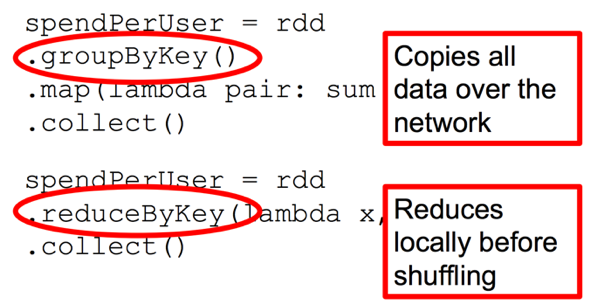 spendPerUser = rdd
.groupByKey()
.map(lambda pair: sum
.collect()
Copies all
data over the
network
spendPerUser = rdd
.reduceByKey(lambda x,
.collect()
Reduces
locally before
shuffling